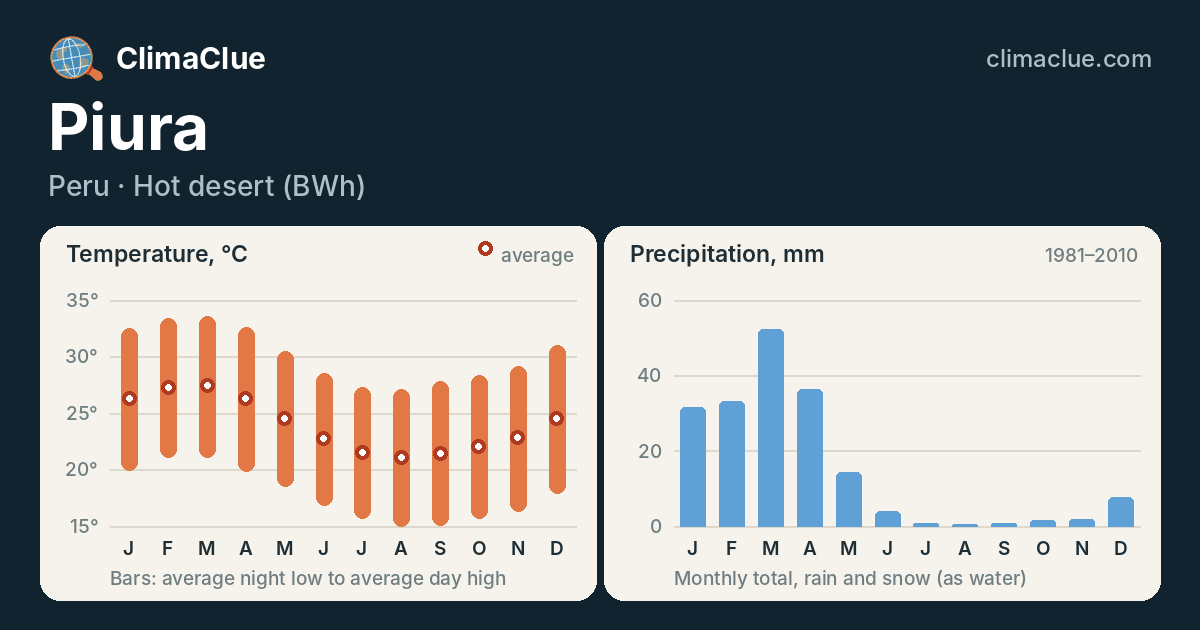 ClimaClue
climaclue.com
Piura
Peru · Hot desert (BWh)
Temperature, °C
average
35°
30°
25°
20°
15°
J F M A M J J A S O N D
Bars: average night low to average day high
Precipitation, mm
1981–2010
60
40
20
0
J F M A M J J A S O N D
Monthly total, rain and snow (as water)